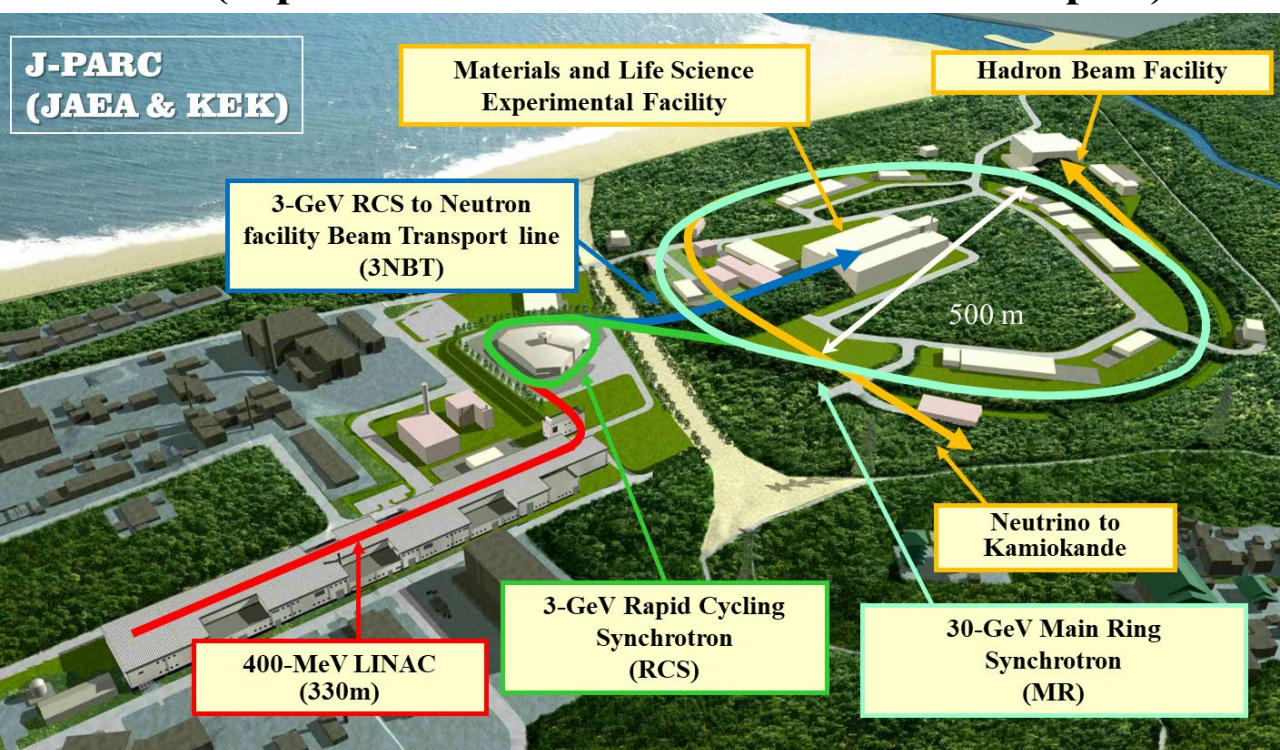 J-PARC
(JAEA & KEK)
Materials and Life Science
Experimental Facility
Hadron Beam Facility
3-GeV RCS to Neutron
facility Beam Transport line
(3NBT)
500 m
Neutrino to
Kamiokande
3-GeV Rapid Cycling
Synchrotron
(RCS)
30-GeV Main Ring
Synchrotron
(MR)
400-MeV LINAC
(330m)